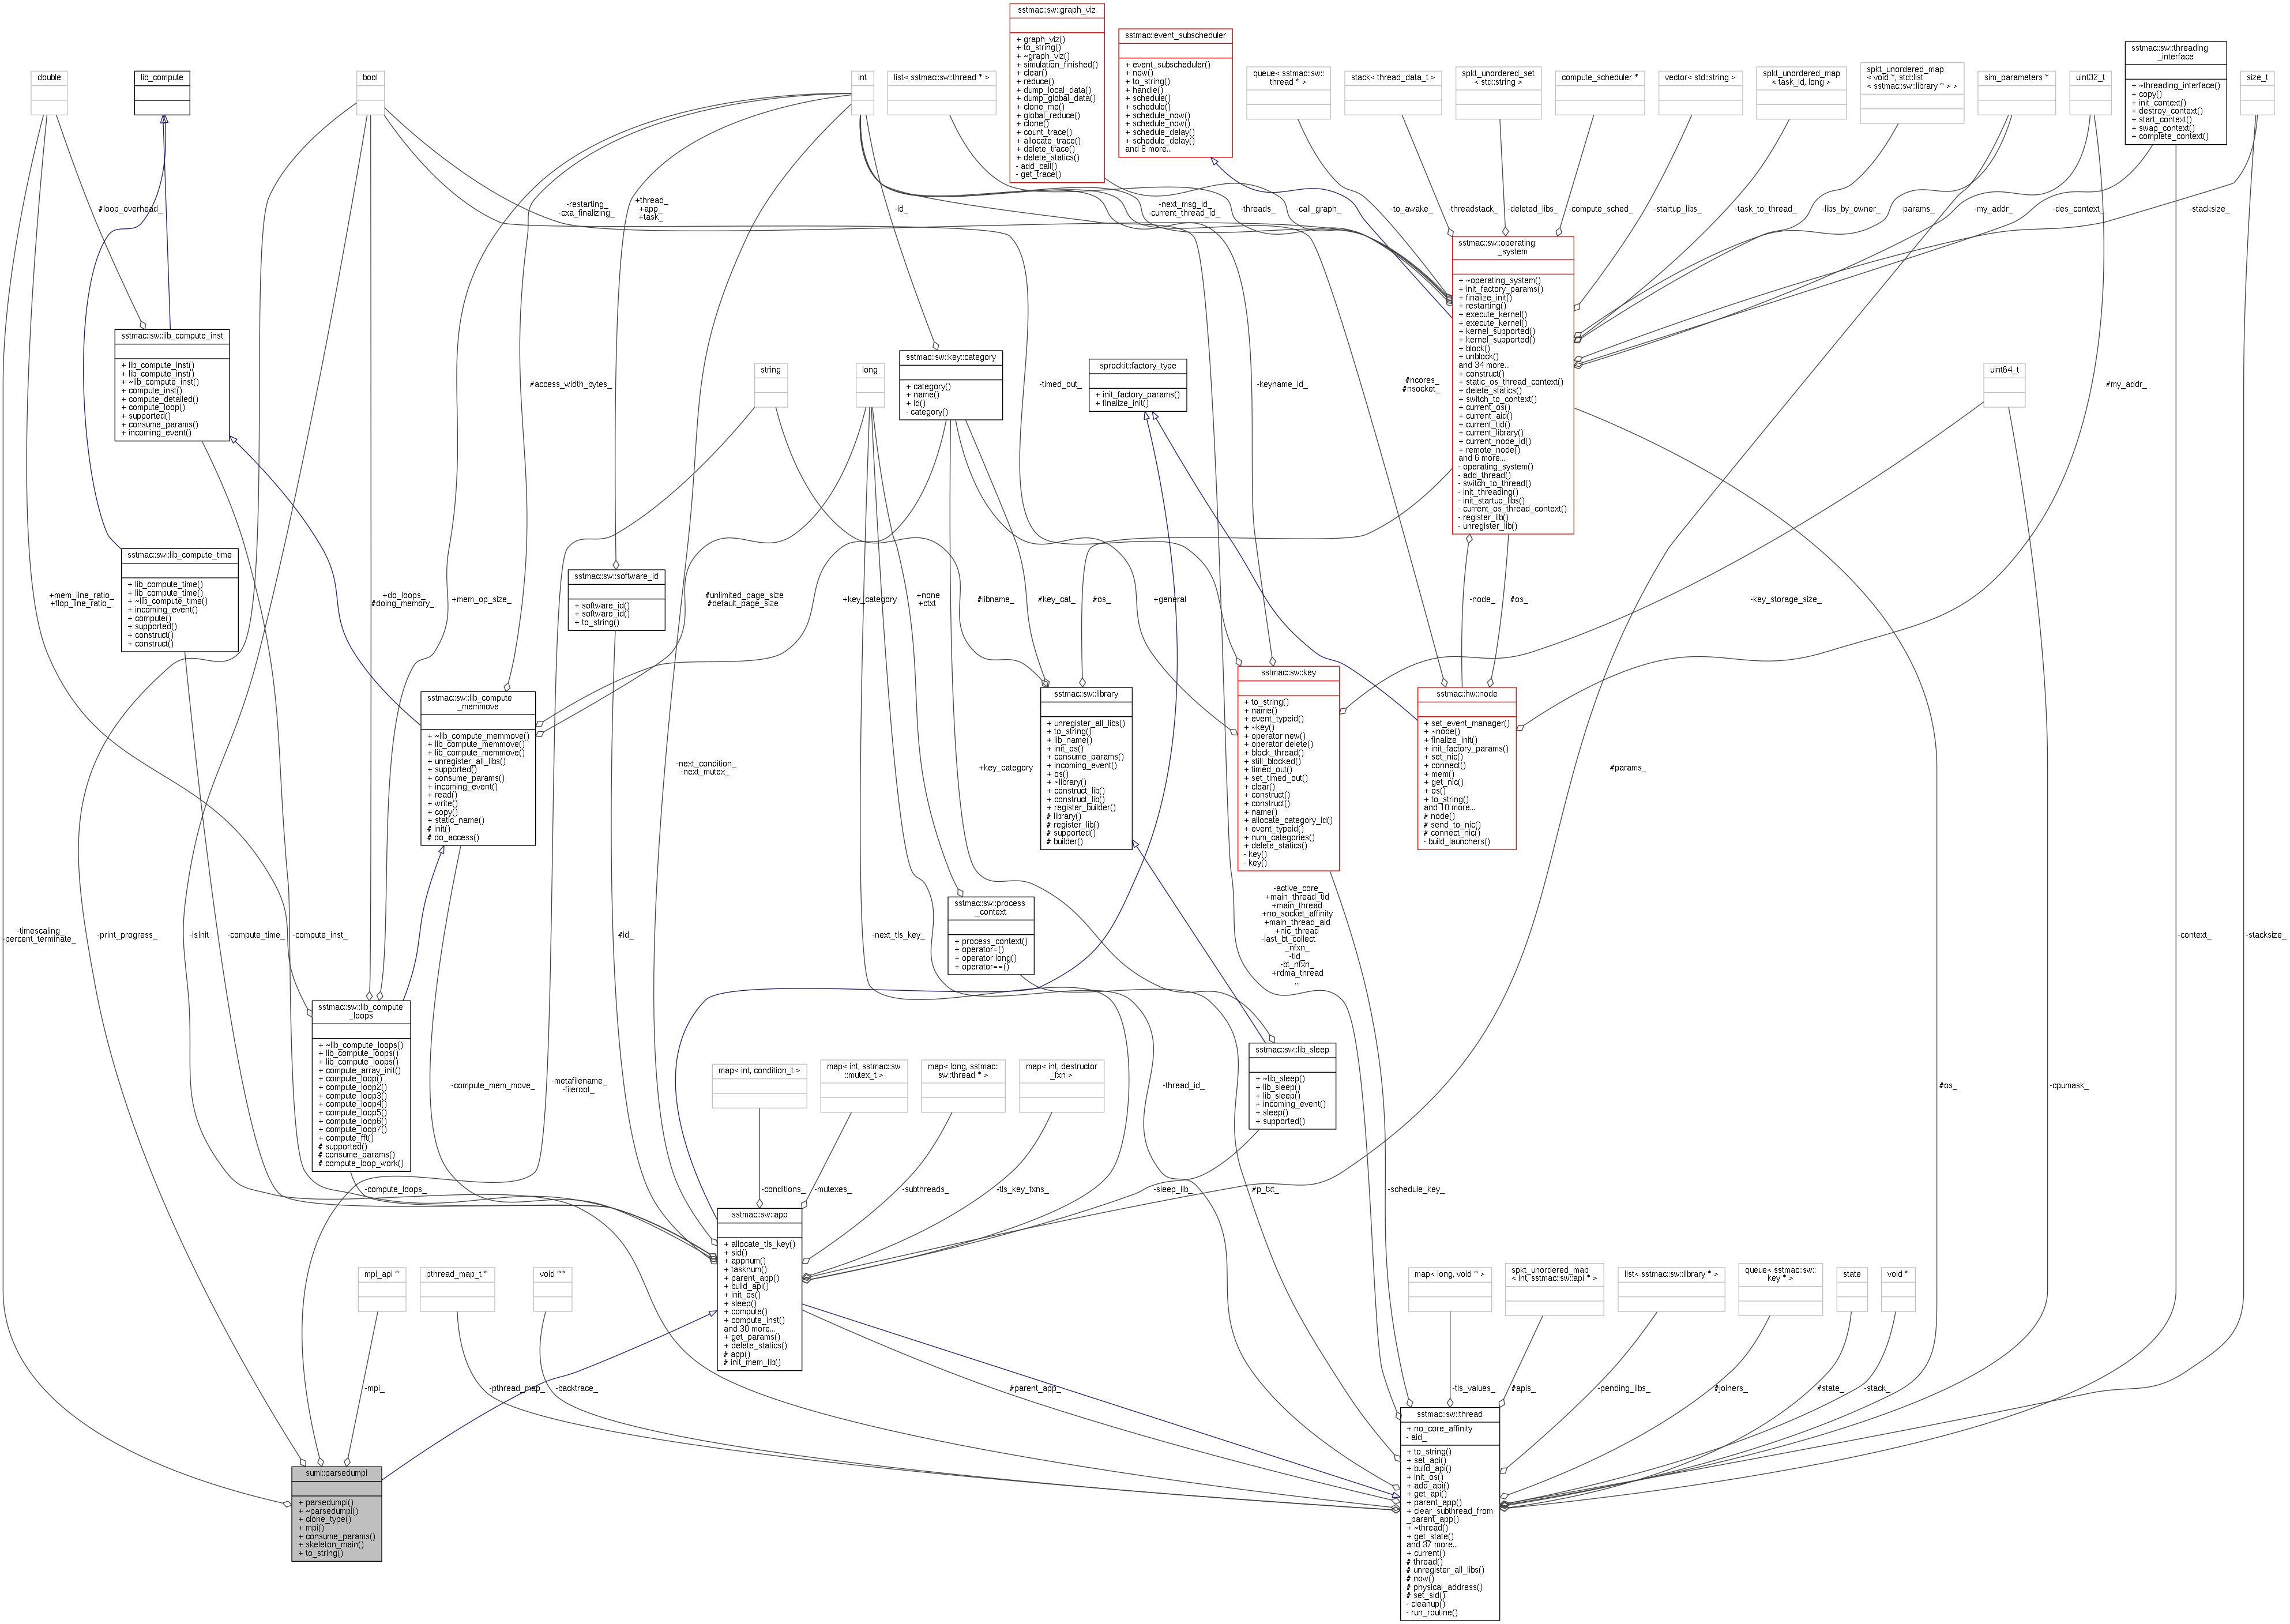 sstmac::sw::graph_viz
+ graph_viz()
+ to_string()
+ ~graph_viz()
+ simulation_finished()
+ clear()
+ reduce()
+ dump_local_data()
+ dump_global_data()
+ clone_me()
+ global_reduce()
+ clone()
+ count_trace()
+ allocate_trace()
+ delete_trace()
+ delete_statics()
- add_call()
- get_trace()
sstmac::event_subscheduler
+ event_subscheduler()
+ now()
+ to_string()
+ handle()
+ schedule()
+ schedule()
+ schedule_now()
+ schedule_now()
+ schedule_delay()
+ schedule_delay()
and 8 more...
sstmac::sw::threading
_interface
+ ~threading_interface()
+ copy()
+ init_context()
+ destroy_context()
+ start_context()
+ swap_context()
+ complete_context()
double
lib_compute
bool
int
list< sstmac::sw::thread * >
queue< sstmac::sw::
thread * >
stack< thread_data_t >
spkt_unordered_set
< std::string >
compute_scheduler *
vector< std::string >
spkt_unordered_map
< task_id, long >
spkt_unordered_map
< void *, std::list
< sstmac::sw::library * > >
sim_parameters *
uint32_t
size_t
#loop_overhead_
-restarting_
-cxa_finalizing_
+thread_
+app_
+task_
-id_
-next_msg_id_
-current_thread_id_
-threads_
-call_graph_
-to_awake_
-threadstack_
-deleted_libs_
-compute_sched_
-startup_libs_
-task_to_thread_
-libs_by_owner_
-params_
-my_addr_
-des_context_
-stacksize_
sstmac::sw::operating
_system
+ ~operating_system()
+ init_factory_params()
+ finalize_init()
+ restarting()
+ execute_kernel()
+ execute_kernel()
+ kernel_supported()
+ kernel_supported()
+ block()
+ unblock()
and 34 more...
+ construct()
+ static_os_thread_context()
+ delete_statics()
+ switch_to_context()
+ current_os()
+ current_aid()
+ current_tid()
+ current_library()
+ current_node_id()
+ remote_node()
and 6 more...
- operating_system()
- add_thread()
- switch_to_thread()
- init_threading()
- init_startup_libs()
- current_os_thread_context()
- register_lib()
- unregister_lib()
sstmac::sw::lib_compute_inst
+ lib_compute_inst()
+ lib_compute_inst()
+ ~lib_compute_inst()
+ compute_inst()
+ compute_detailed()
+ compute_loop()
+ supported()
+ consume_params()
+ incoming_event()
string
long
sstmac::sw::key::category
+ category()
+ name()
+ id()
- category()
sprockit::factory_type
+ init_factory_params()
+ finalize_init()
uint64_t
#access_width_bytes_
-timed_out_
-keyname_id_
#ncores_
#nsocket_
#my_addr_
sstmac::sw::lib_compute_time
+ lib_compute_time()
+ lib_compute_time()
+ ~lib_compute_time()
+ incoming_event()
+ compute()
+ supported()
+ construct()
+ construct()
sstmac::sw::software_id
+ software_id()
+ software_id()
+ to_string()
+mem_line_ratio_
+flop_line_ratio_
+do_loops_
#doing_memory_
+mem_op_size_
#unlimited_page_size
#default_page_size
+key_category
+none
+ctxt
#libname_
#key_cat_
#os_
+general
-node_
#os_
-key_storage_size_
sstmac::sw::lib_compute
_memmove
+ ~lib_compute_memmove()
+ lib_compute_memmove()
+ lib_compute_memmove()
+ unregister_all_libs()
+ supported()
+ consume_params()
+ incoming_event()
+ read()
+ write()
+ copy()
+ static_name()
# init()
# do_access()
sstmac::sw::library
+ unregister_all_libs()
+ to_string()
+ lib_name()
+ init_os()
+ consume_params()
+ incoming_event()
+ os()
+ ~library()
+ construct_lib()
+ construct_lib()
+ register_builder()
# library()
# register_lib()
# supported()
# builder()
sstmac::sw::key
+ to_string()
+ name()
+ event_typeid()
+ ~key()
+ operator new()
+ operator delete()
+ block_thread()
+ still_blocked()
+ timed_out()
+ set_timed_out()
+ clear()
+ construct()
+ construct()
+ name()
+ allocate_category_id()
+ event_typeid()
+ num_categories()
+ delete_statics()
- key()
- key()
sstmac::hw::node
+ set_event_manager()
+ ~node()
+ finalize_init()
+ init_factory_params()
+ set_nic()
+ connect()
+ mem()
+ get_nic()
+ os()
+ to_string()
and 10 more...
# node()
# send_to_nic()
# connect_nic()
- build_launchers()
-next_condition_
-next_mutex_
+key_category
#params_
-timescaling_
-percent_terminate_
-print_progress_
-isInit
-compute_time_
-compute_inst_
#id_
-next_tls_key_
sstmac::sw::process
_context
+ process_context()
+ operator=()
+ operator long()
+ operator==()
-active_core_
+main_thread_tid
+main_thread
+no_socket_affinity
+main_thread_aid
+nic_thread
-last_bt_collect
_nfxn_
-tid_
-bt_nfxn_
+rdma_thread
...
-context_
-stacksize_
sstmac::sw::lib_compute
_loops
+ ~lib_compute_loops()
+ lib_compute_loops()
+ lib_compute_loops()
+ compute_array_init()
+ compute_loop()
+ compute_loop2()
+ compute_loop3()
+ compute_loop4()
+ compute_loop5()
+ compute_loop6()
+ compute_loop7()
+ compute_fft()
# supported()
# consume_params()
# compute_loop_work()
-compute_mem_move_
-metafilename_
-fileroot_
map< int, condition_t >
map< int, sstmac::sw
::mutex_t >
map< long, sstmac::
sw::thread * >
map< int, destructor
_fxn >
-thread_id_
sstmac::sw::lib_sleep
+ ~lib_sleep()
+ lib_sleep()
+ lib_sleep()
+ incoming_event()
+ sleep()
+ supported()
#os_
-cpumask_
-compute_loops_
-conditions_
-mutexes_
-subthreads_
-tls_key_fxns_
-sleep_lib_
#p_txt_
-schedule_key_
sstmac::sw::app
+ allocate_tls_key()
+ sid()
+ appnum()
+ tasknum()
+ parent_app()
+ build_api()
+ init_os()
+ sleep()
+ compute()
+ compute_inst()
and 30 more...
+ get_params()
+ delete_statics()
# app()
# init_mem_lib()
mpi_api *
pthread_map_t *
void **
map< long, void * >
spkt_unordered_map
< int, sstmac::sw::api * >
list< sstmac::sw::library * >
queue< sstmac::sw::
key * >
state
void *
-mpi_
-pthread_map_
-backtrace_
#parent_app_
-tls_values_
#apis_
-pending_libs_
#joiners_
#state_
-stack_
sumi::parsedumpi
+ parsedumpi()
+ ~parsedumpi()
+ clone_type()
+ mpi()
+ consume_params()
+ skeleton_main()
+ to_string()
sstmac::sw::thread
+ no_core_affinity
- aid_
+ to_string()
+ set_api()
+ build_api()
+ init_os()
+ add_api()
+ get_api()
+ parent_app()
+ clear_subthread_from
_parent_app()
+ ~thread()
+ get_state()
and 37 more...
+ current()
# thread()
# unregister_all_libs()
# now()
# physical_address()
# set_sid()
- cleanup()
- run_routine()